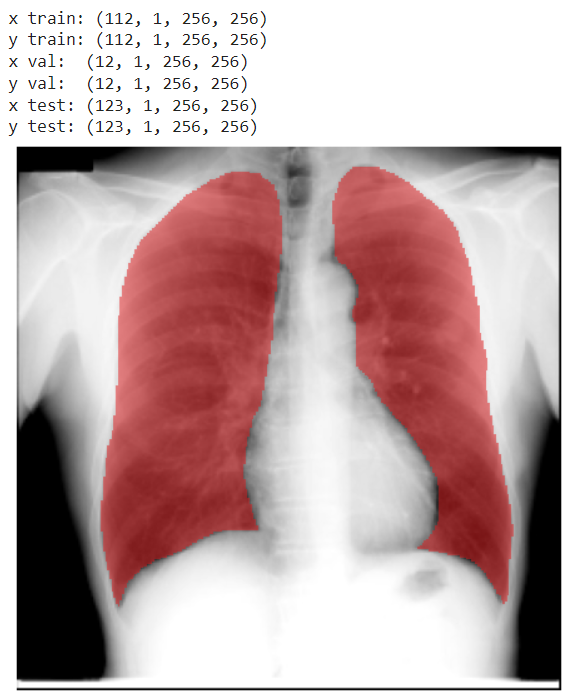 x train: (112, 1, 256, 256)
y train: (112, 1, 256, 256)
x val:  (12, 1, 256, 256)
y val:  (12, 1, 256, 256)
x test: (123, 1, 256, 256)
y test: (123, 1, 256, 256)